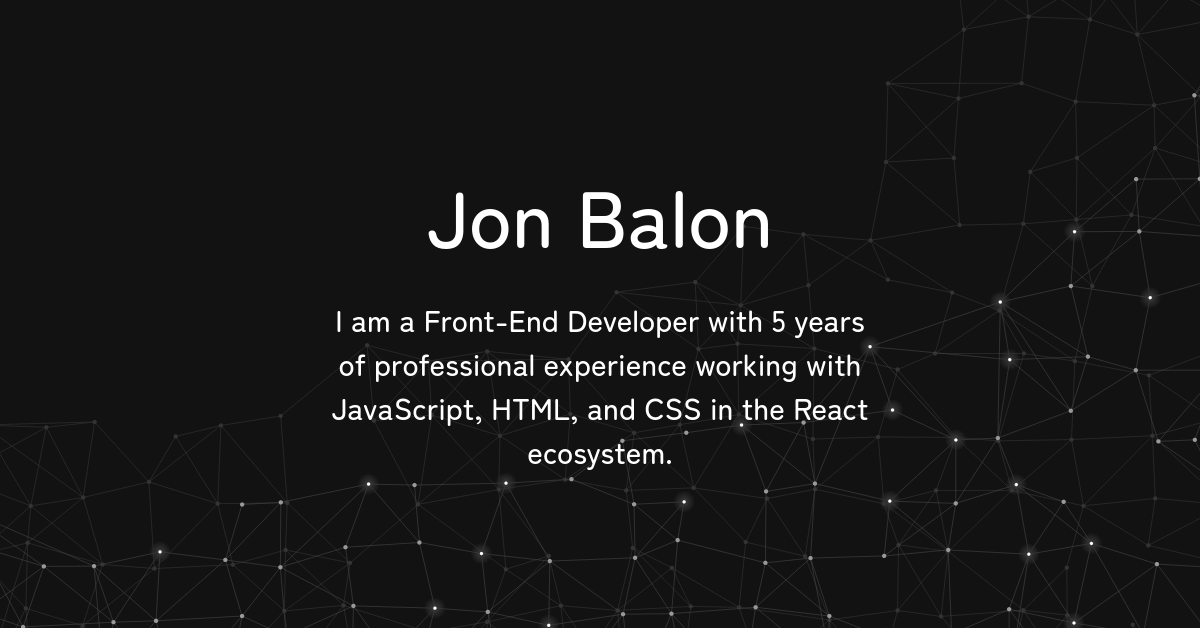 Jon Balon
I am a Front-End Developer with 5 years
of professional experience working with
JavaScript, HTML, and CSS in the React
ecosystem.